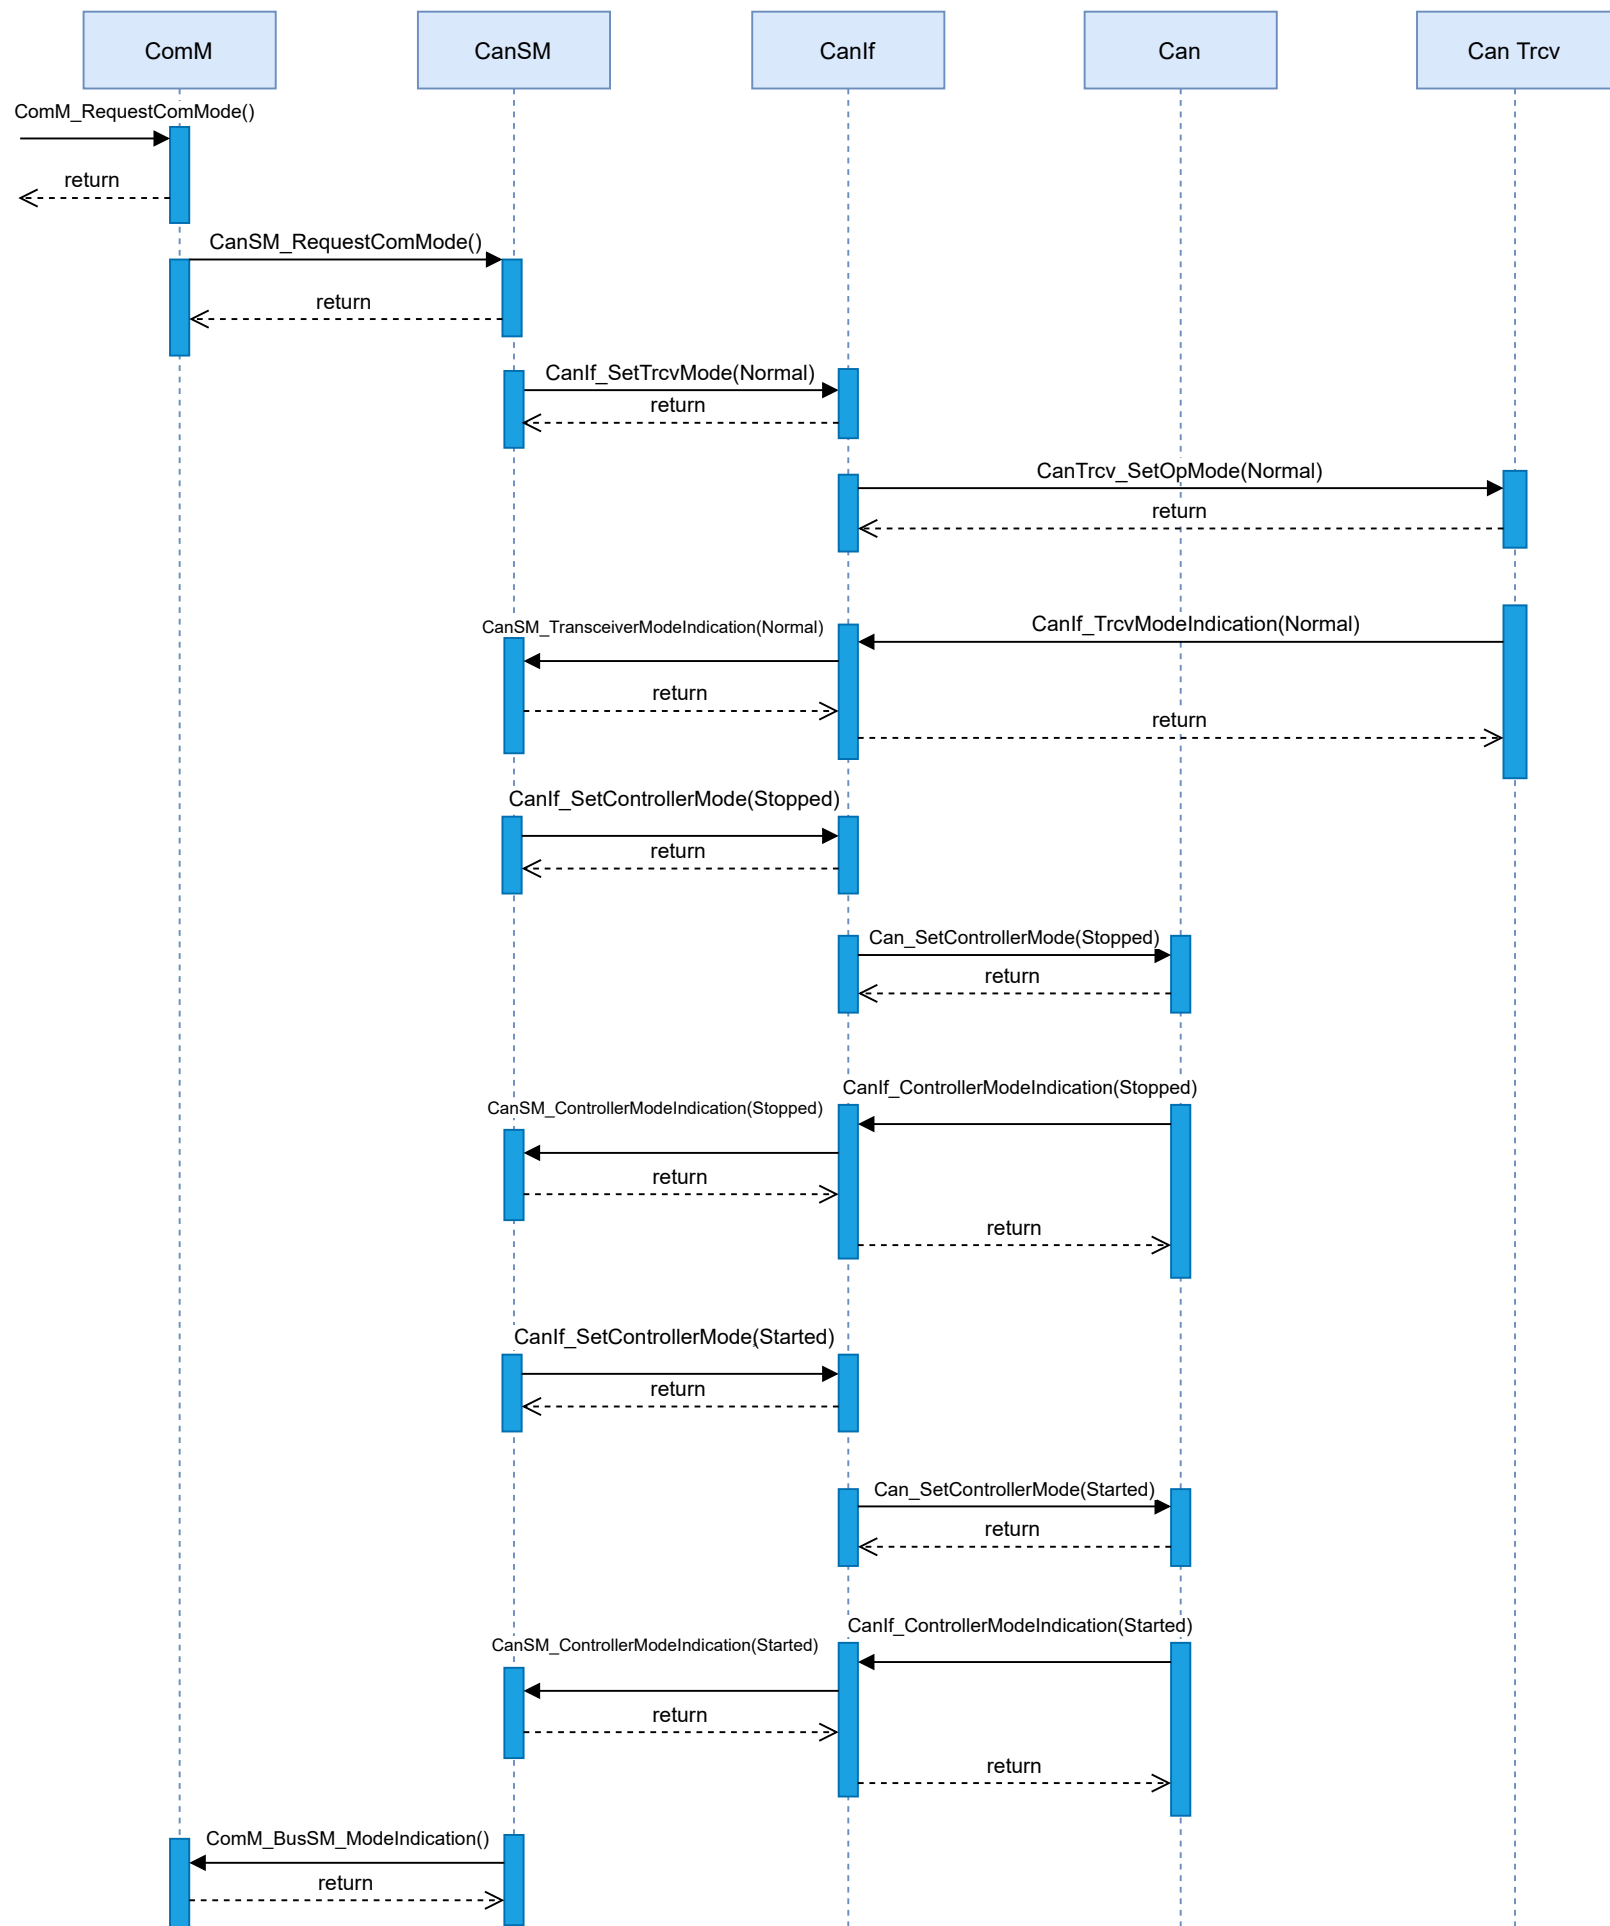 ComM
CanSM
CanIf
Can
Can Trcv
ComM_RequestComMode()
return
CanSM_RequestComMode()
return
CanIf_SetTrcvMode(Normal)
return
CanTrcv_SetOpMode(Normal)
return
CanIf_TrcvModeIndication(Normal)
CanSM_TransceiverModeIndication(Normal)
return
return
CanIf_SetControllerMode(Stopped)
return
Can_SetControllerMode(Stopped)
return
CanIf_ControllerModeIndication(Stopped)
CanSM_ControllerModeIndication(Stopped)
return
return
CanIf_SetControllerMode(Started)
return
Can_SetControllerMode(Started)
return
CanIf_ControllerModeIndication(Started)
CanSM_ControllerModeIndication(Started)
return
return
ComM_BusSM_ModeIndication()
return